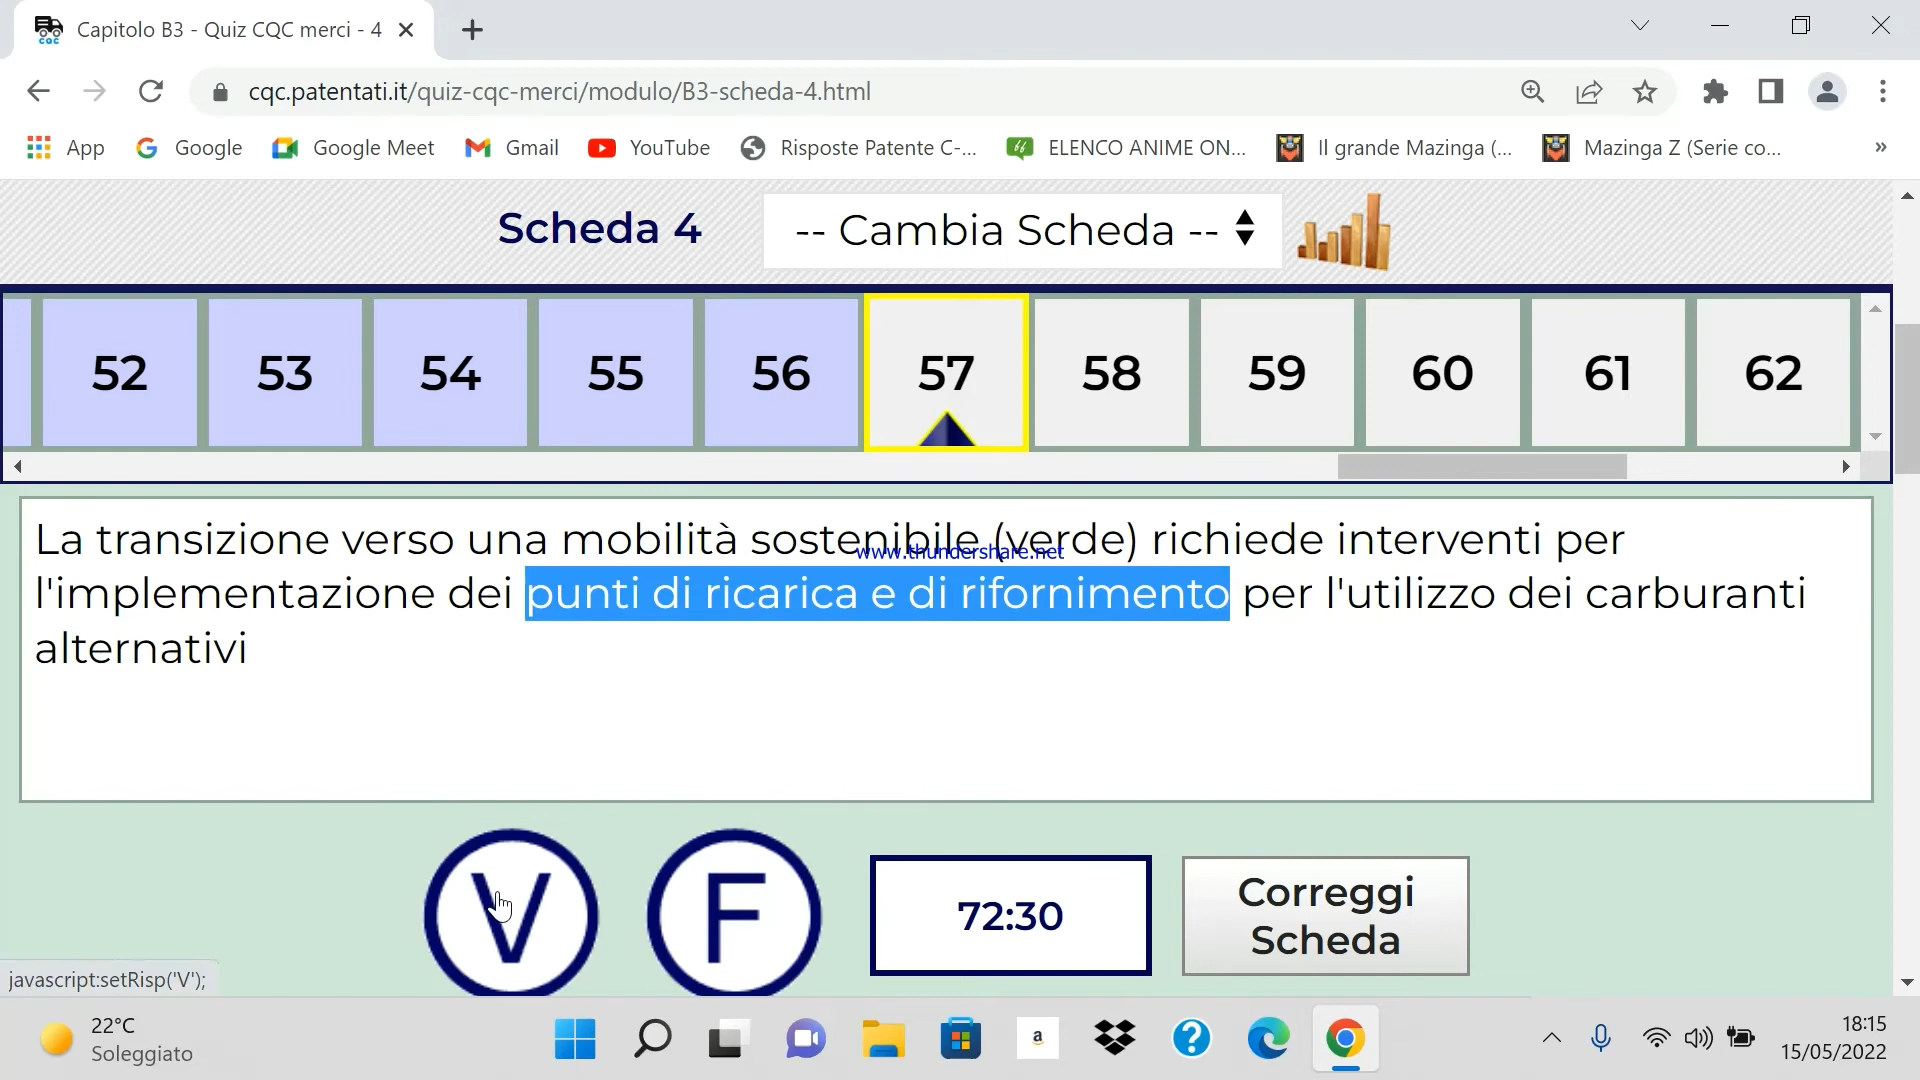 Capitolo B3 - Quiz CQC merci - 4
cqc.patentati.it/quiz-cqc-merci/modulo/B3-scheda-4.html
App Google Google Meet Gmail YouTube Risposte Patente C-... ELENCO ANIME ON... Il grande Mazinga (... Mazinga Z (Serie co... »
Scheda 4 -- Cambia Scheda --
52 53 54 55 56 57 58 59 60 61 62
La transizione verso una mobilità sostenibile (verde) richiede interventi per
www.thundershare.net
l'implementazione dei punti di ricarica e di rifornimento per l'utilizzo dei carburanti
alternativi
V F 72:30 Correggi
Scheda
javascript:setRisp('V');
22°C
Soleggiato
a
?
18:15
15/05/2022